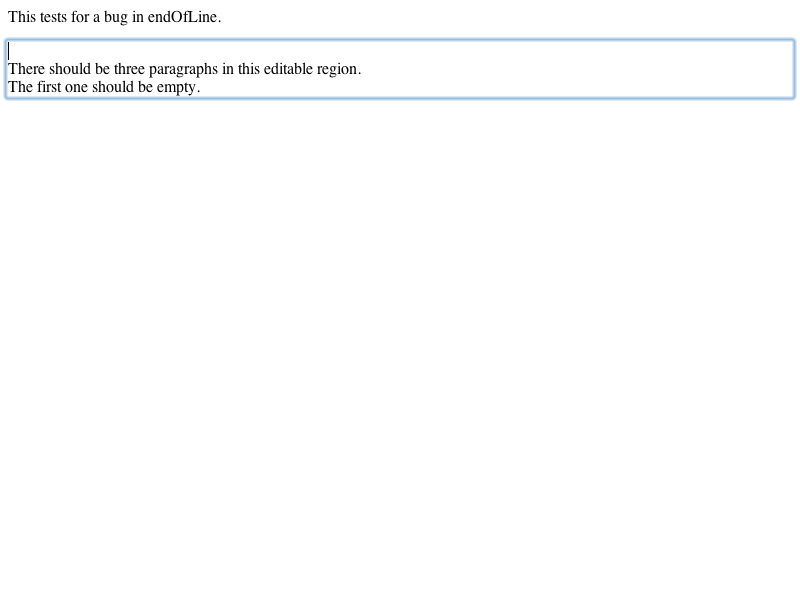 This tests for a bug in endOfLine.
There should be three paragraphs in this editable region.
The first one should be empty.